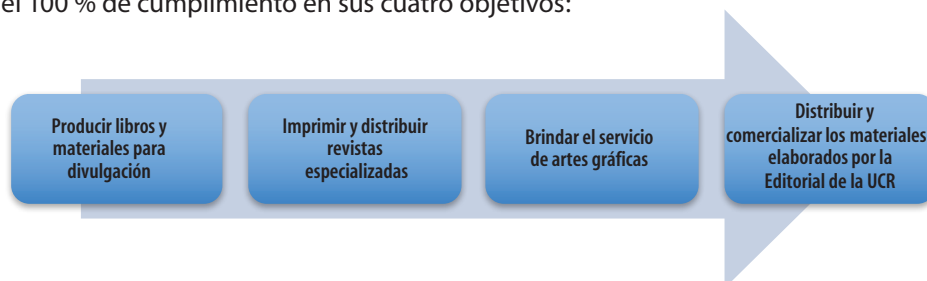 el 100 % de cumplimiento en sus cuatro objetivos:
Producir libros y
materiales para
divulgación
Imprimir y distribuir
revistas
especializadas
Brindar el servicio
de artes gráficas
Distribuir y
comercializar los materiales
elaborados por la
Editorial de la UCR